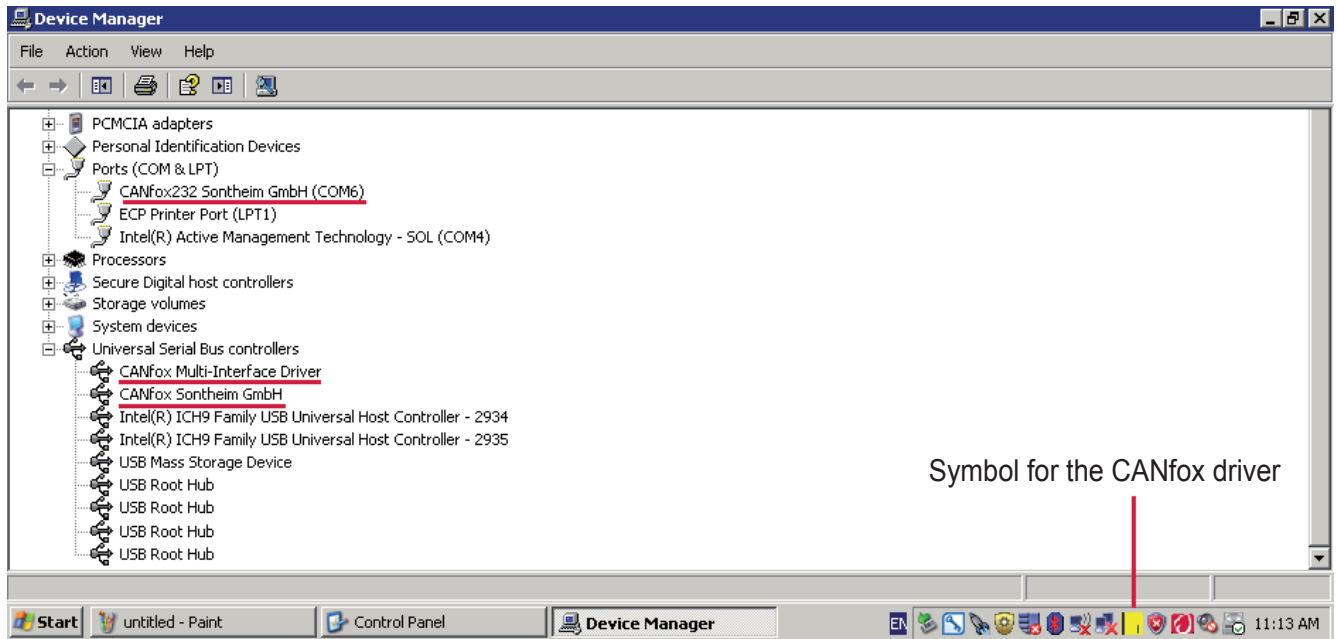 Device Manager
File Action View Help
PCMCIA adapters
Personal Identification Devices
Ports (COM & LPT)
CANfox232 Sontheim GmbH (COM6)
ECP Printer Port (LPT1)
Intel(R) Active Management Technology - SOL (COM4)
Processors
Secure Digital host controllers
Storage volumes
System devices
Universal Serial Bus controllers
CANfox Multi-Interface Driver
CANfox Sontheim GmbH
Intel(R) ICH9 Family USB Universal Host Controller - 2934
Intel(R) ICH9 Family USB Universal Host Controller - 2935
USB Mass Storage Device
USB Root Hub
USB Root Hub
USB Root Hub
USB Root Hub
Symbol for the CANfox driver
Start untitled - Paint Control Panel Device Manager EN 11:13 AM